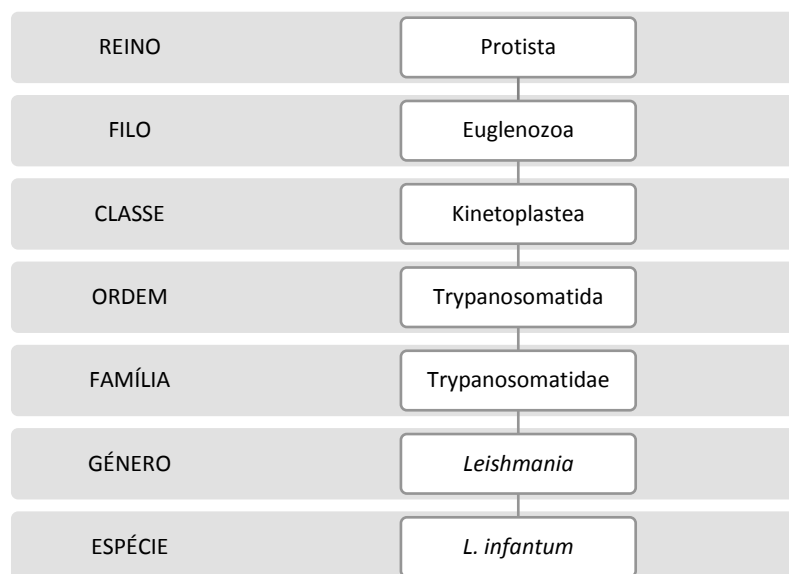 REINO Protista
FILO Euglenozoa
CLASSE Kinetoplastea
ORDEM Trypanosomatida
FAMÍLIA Trypanosomatidae
GÉNERO Leishmania
ESPÉCIE L. infantum